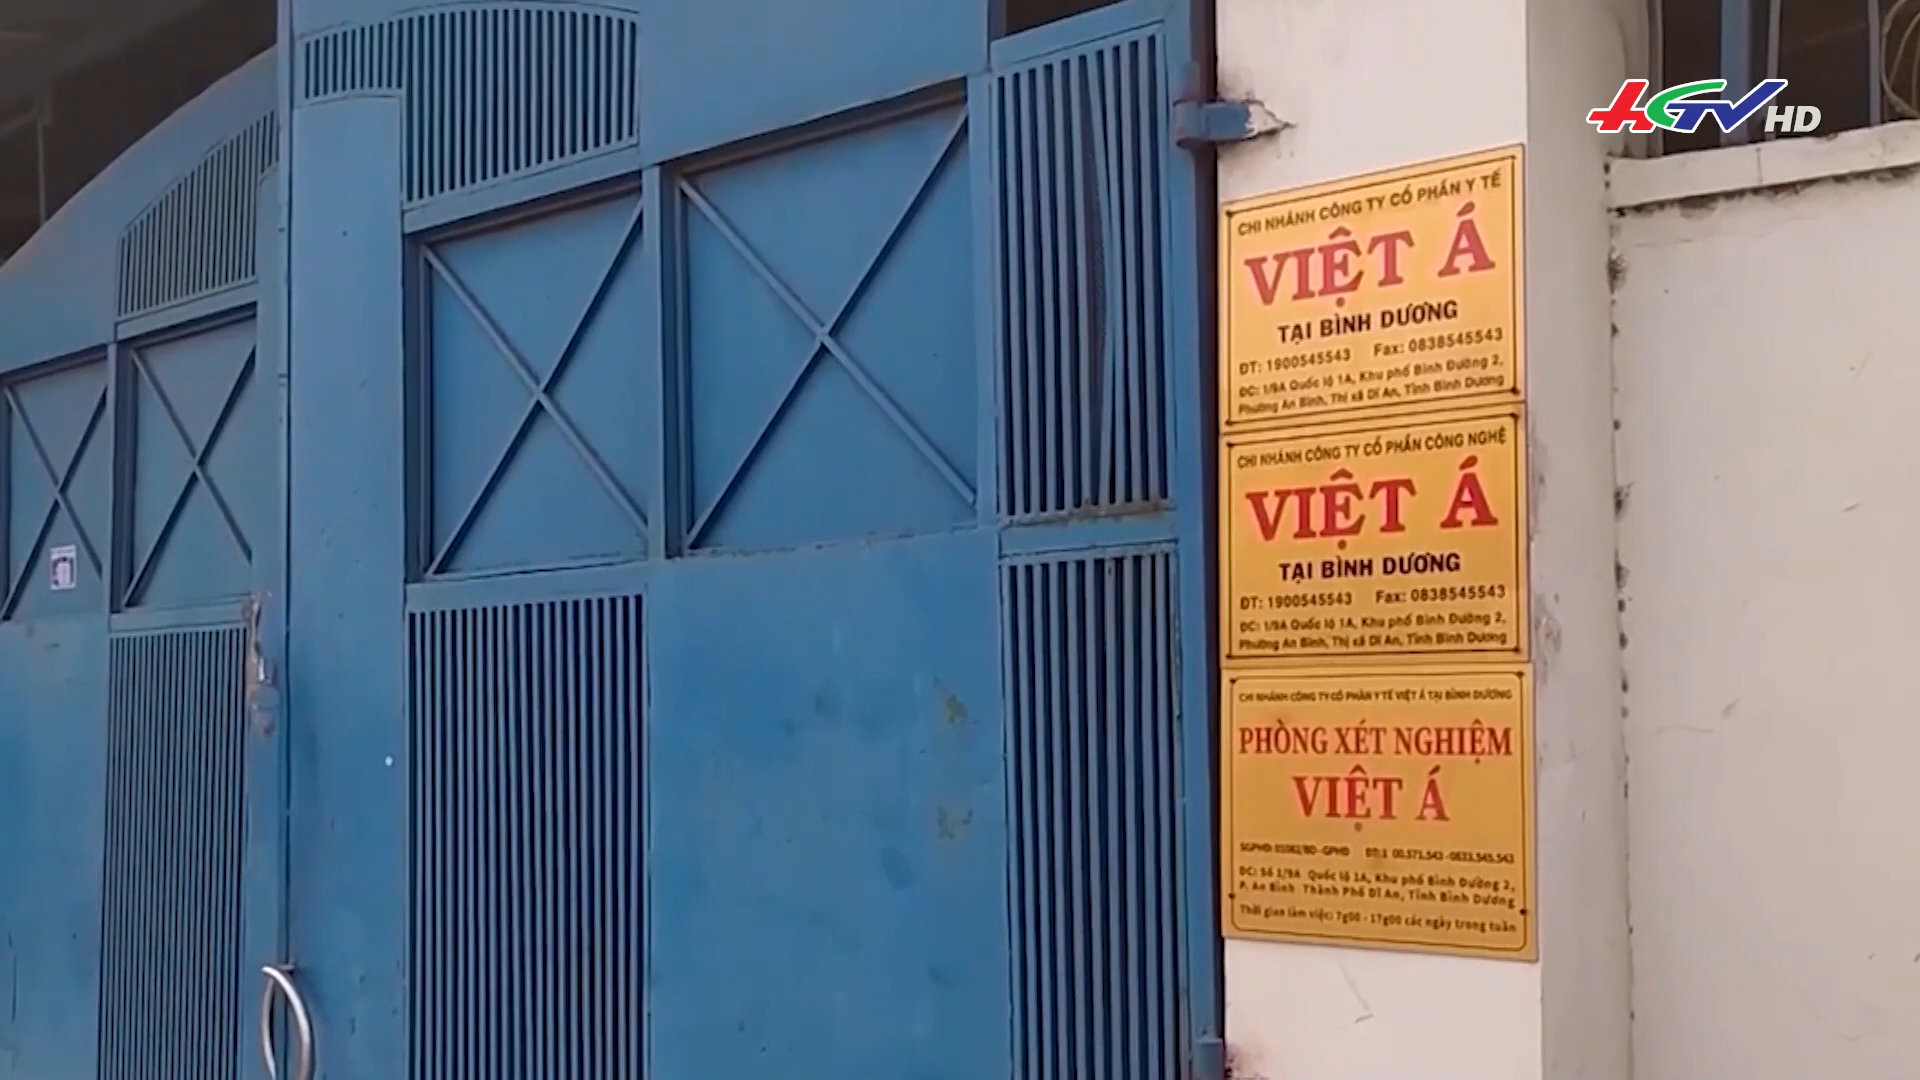 HGTV HD
CHI NHÁNH CÔNG TY CỔ PHẦN Y TẾ
VIỆT Á
TẠI BÌNH DƯƠNG
ĐT: 1900545543 Fax: 0838545543
ĐC: 1/9A Quốc lộ 1A, Khu phố Bình Đường 2,
Phường An Bình, Thị xã Dĩ An, Tỉnh Bình Dương
CHI NHÁNH CÔNG TY CỔ PHẦN CÔNG NGHỆ
VIỆT Á
TẠI BÌNH DƯƠNG
ĐT: 1900545543 Fax: 0838545543
ĐC: 1/9A Quốc lộ 1A, Khu phố Bình Đường 2,
Phường An Bình, Thị xã Dĩ An, Tỉnh Bình Dương
CHI NHÁNH CÔNG TY CỔ PHẦN Y TẾ VIỆT Á TẠI BÌNH DƯƠNG
PHÒNG XÉT NGHIỆM
VIỆT Á
ĐC: Số 1/9A Quốc lộ 1A, Khu phố Bình Đường 2,
P. An Bình Thành Phố Dĩ An, Tỉnh Bình Dương
Thời gian làm việc: 7g00 - 17g00 các ngày trong tuần